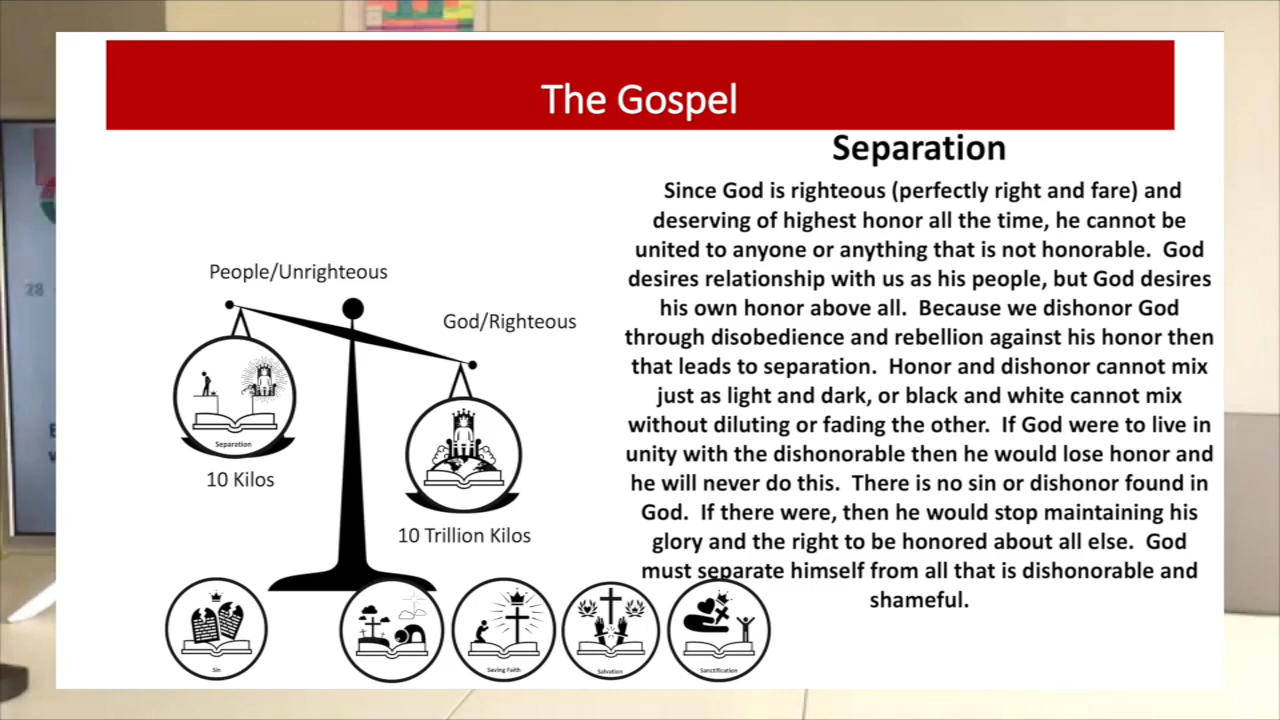 The Gospel
Separation
Since God is righteous (perfectly right and fare) and
deserving of highest honor all the time, he cannot be
united to anyone or anything that is not honorable.  God
desires relationship with us as his people, but God desires
his own honor above all.  Because we dishonor God
through disobedience and rebellion against his honor then
that leads to separation.  Honor and dishonor cannot mix
just as light and dark, or black and white cannot mix
without diluting or fading the other.  If God were to live in
unity with the dishonorable then he would lose honor and
he will never do this.  There is no sin or dishonor found in
God.  If there were, then he would stop maintaining his
glory and the right to be honored about all else.  God
must separate himself from all that is dishonorable and
shameful.
People/Unrighteous
God/Righteous
Separation
10 Kilos
10 Trillion Kilos
Sin
Saving Faith
Salvation
Sanctification
28